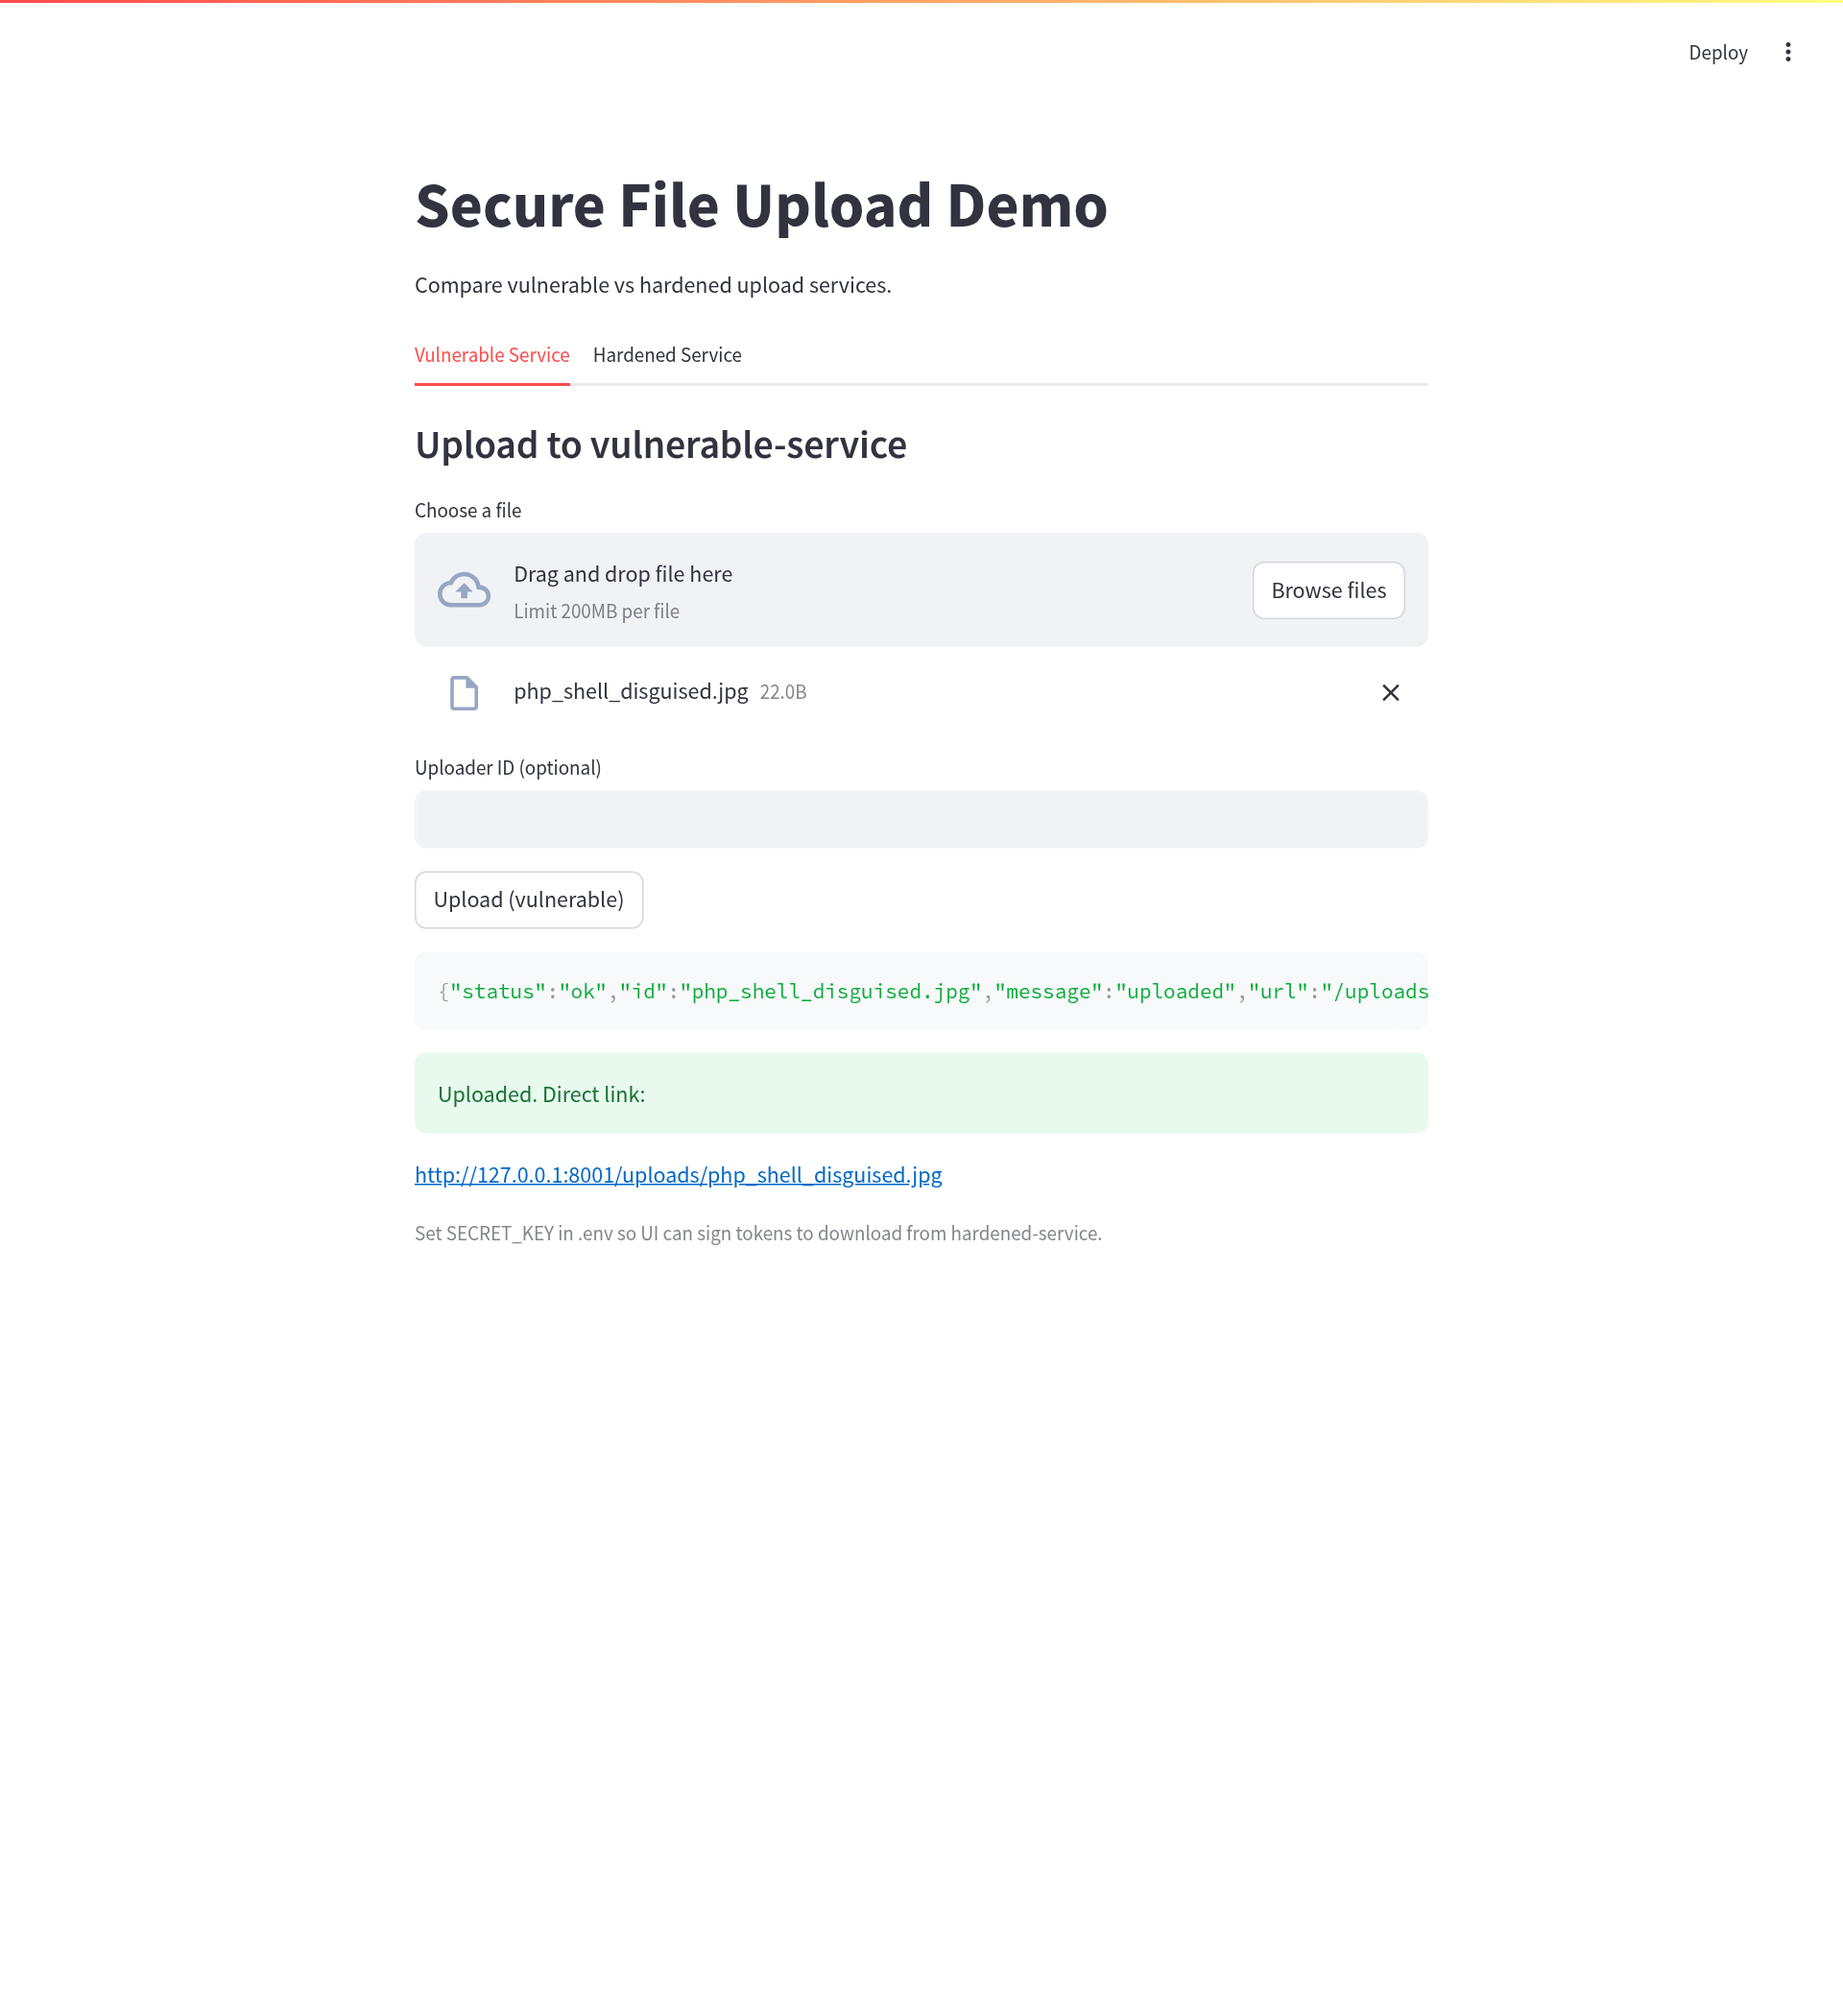 Deploy
Secure File Upload Demo
Compare vulnerable vs hardened upload services.
Vulnerable Service Hardened Service
Upload to vulnerable-service
Choose a file
Drag and drop file here
Limit 200MB per file
Browse files
php_shell_disguised.jpg 22.0B
Uploader ID (optional)
Upload (vulnerable)
{"status":"ok","id":"php_shell_disguised.jpg","message":"uploaded","url":"/uploads
Uploaded. Direct link:
http://127.0.0.1:8001/uploads/php_shell_disguised.jpg
Set SECRET_KEY in .env so UI can sign tokens to download from hardened-service.